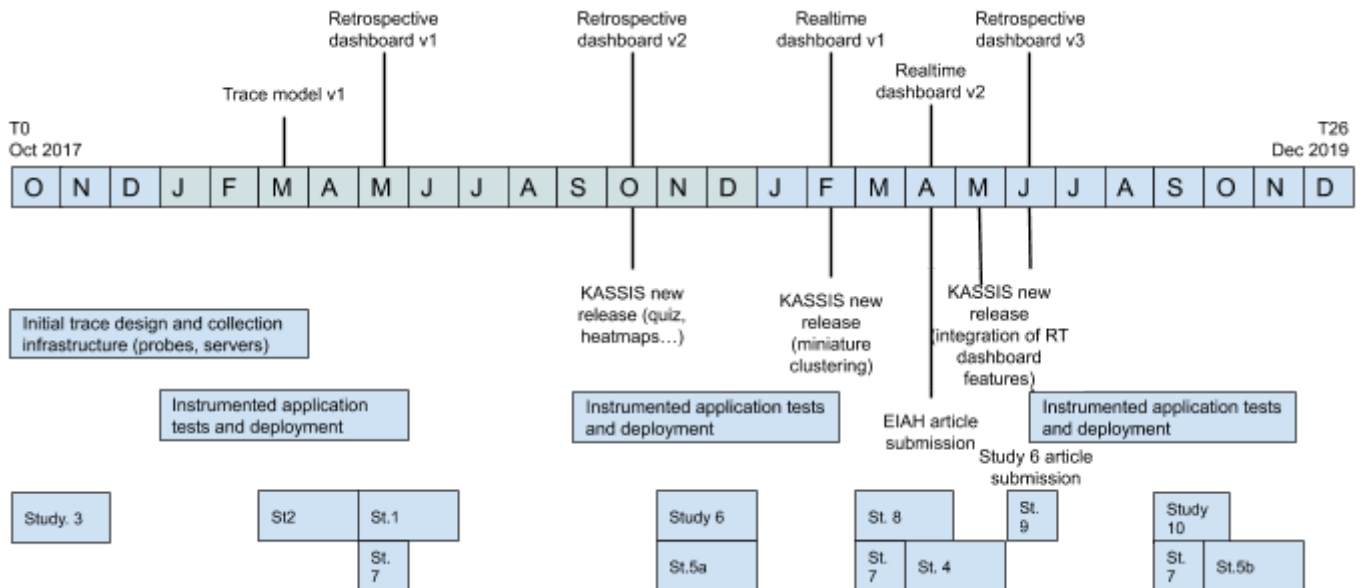 Retrospective
dashboard v1
Retrospective
dashboard v2
Realtime
dashboard v1
Retrospective
dashboard v3
Realtime
dashboard v2
Trace model v1
T0
Oct 2017
T26
Dec 2019
O N D J F M A M J J A S O N D J F M A M J J A S O N D
KASSIS new
release (quiz,
heatmaps...)
KASSIS new
release
(miniature
clustering)
KASSIS new
release
(integration of RT
dashboard
features)
Initial trace design and collection
infrastructure (probes, servers)
Instrumented application
tests and deployment
Instrumented application tests
and deployment
Instrumented application tests
and deployment
EIAH article
submission
Study 6 article
submission
Study. 3
St2
St.1
Study 6
St. 8
St.
9
Study
10
St.
7
St.5a
St.
7
St. 4
St.
7
St.5b